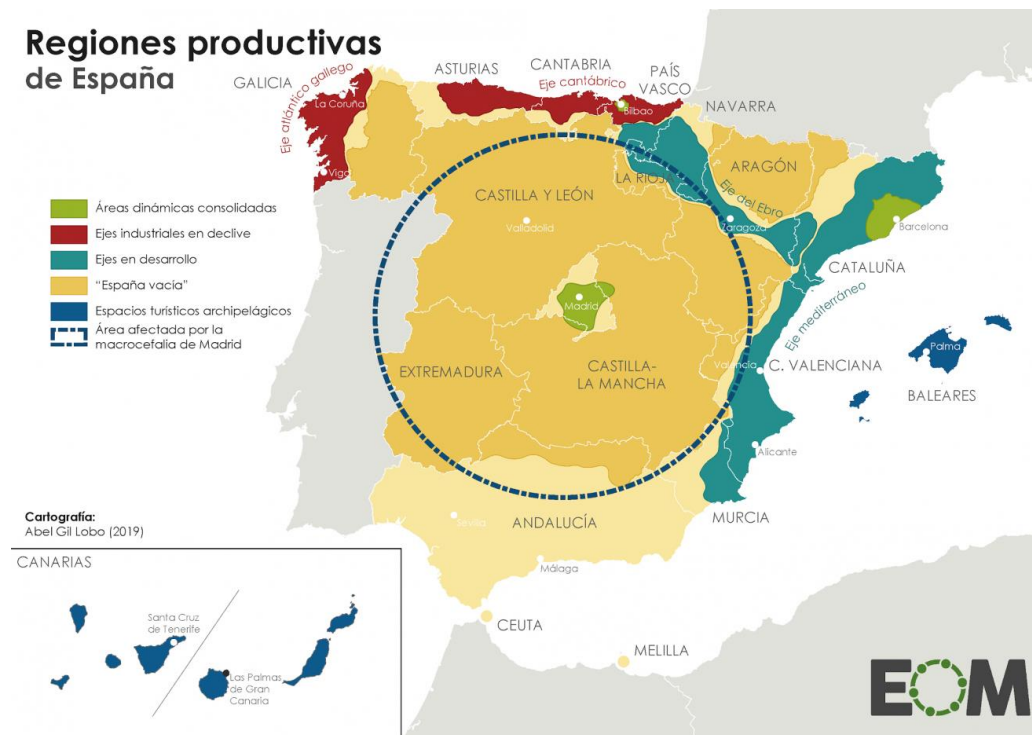 Regiones productivas
de España
GALICIA
ASTURIAS
CANTABRIA
PAÍS
VASCO
NAVARRA
Eje atlántico gallego
Eje cantábrico
La Coruña
Bilbao
Vigo
LA RIOJA
ARAGÓN
CASTILLA Y LEÓN
Eje del Ebro
Valladolid
Zaragoza
Barcelona
CATALUÑA
Áreas dinámicas consolidadas
Ejes industriales en declive
Ejes en desarrollo
"España vacía"
Espacios turísticos archipelágicos
Área afectada por la
macrocefalia de Madrid
Madrid
Eje mediterráneo
EXTREMADURA
CASTILLA-
LA MANCHA
Valencia
C. VALENCIANA
Palma
BALEARES
Alicante
MURCIA
Sevilla
ANDALUCÍA
Málaga
CEUTA
MELILLA
Cartografía:
Abel Gil Lobo (2019)
CANARIAS
Santa Cruz
de Tenerife
Las Palmas
de Gran
Canaria
EOM